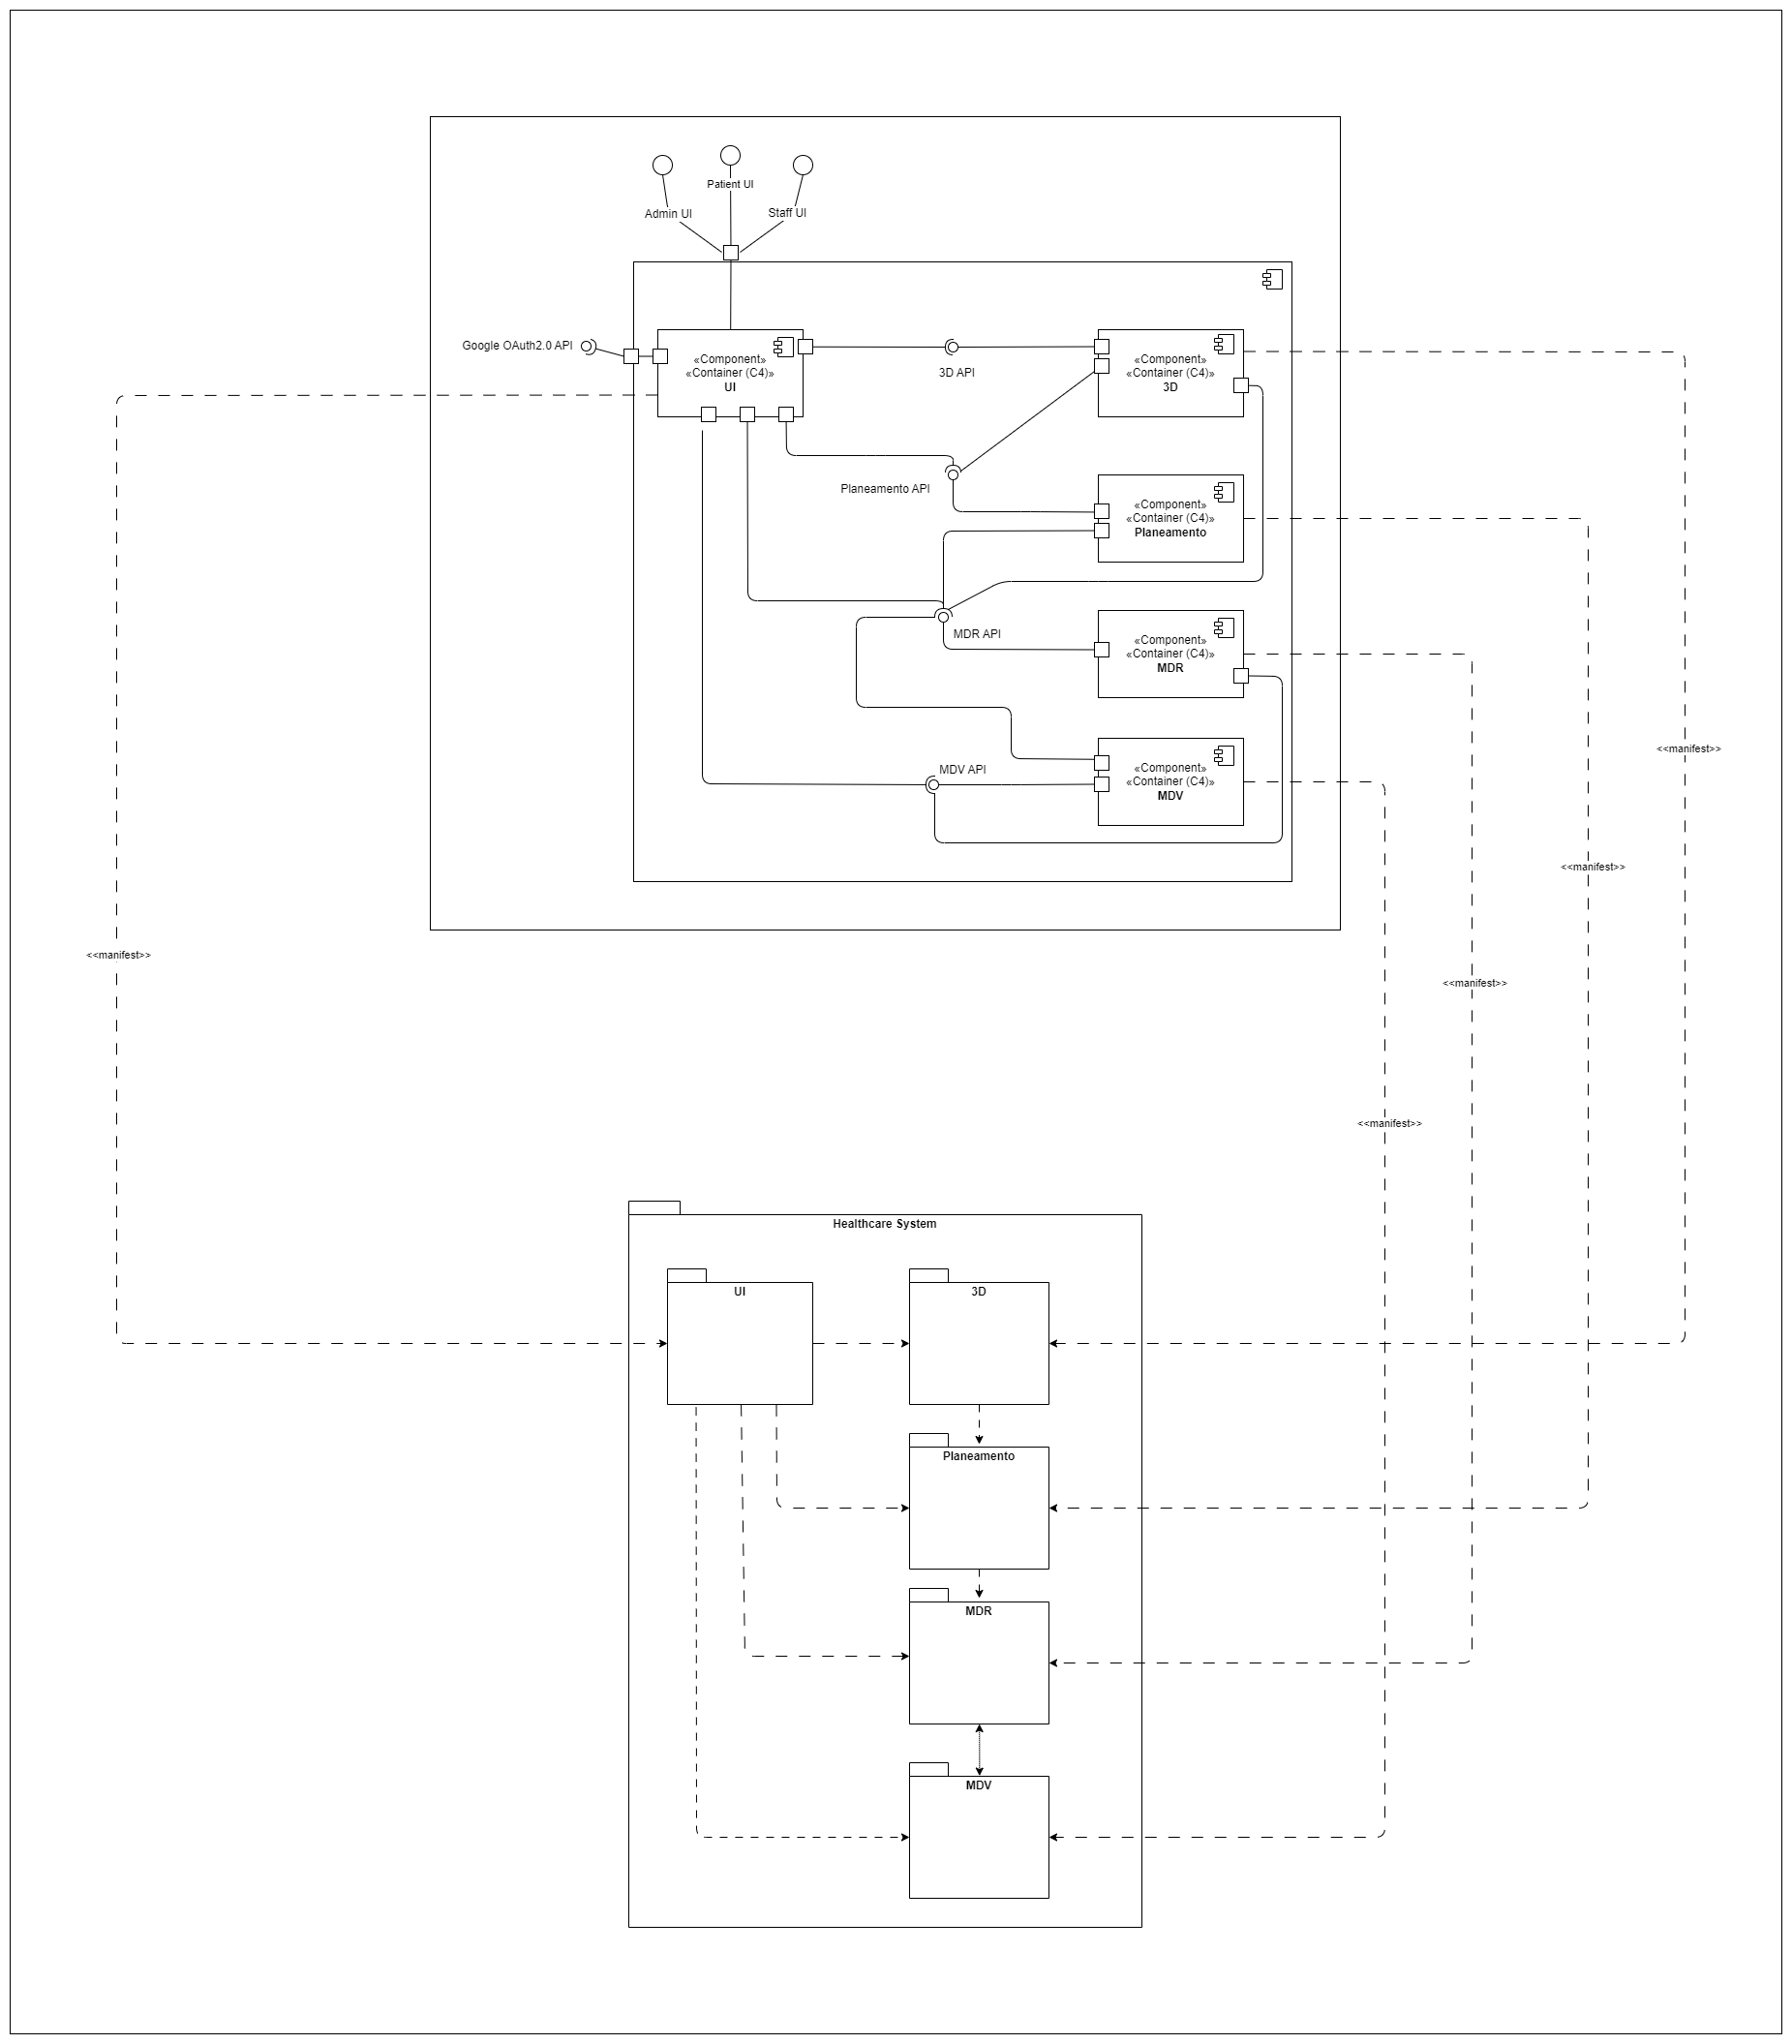 Patient UI
Admin UI
Staff UI
Google OAuth2.0 API
«Component»
«Container (C4)»
UI
3D API
«Component»
«Container (C4)»
3D
Planeamento API
«Component»
«Container (C4)»
Planeamento
MDR API
«Component»
«Container (C4)»
MDR
MDV API
«Component»
«Container (C4)»
MDV
<<manifest>>
<<manifest>>
<<manifest>>
<<manifest>>
<<manifest>>
Healthcare System
UI
3D
Planeamento
MDR
MDV